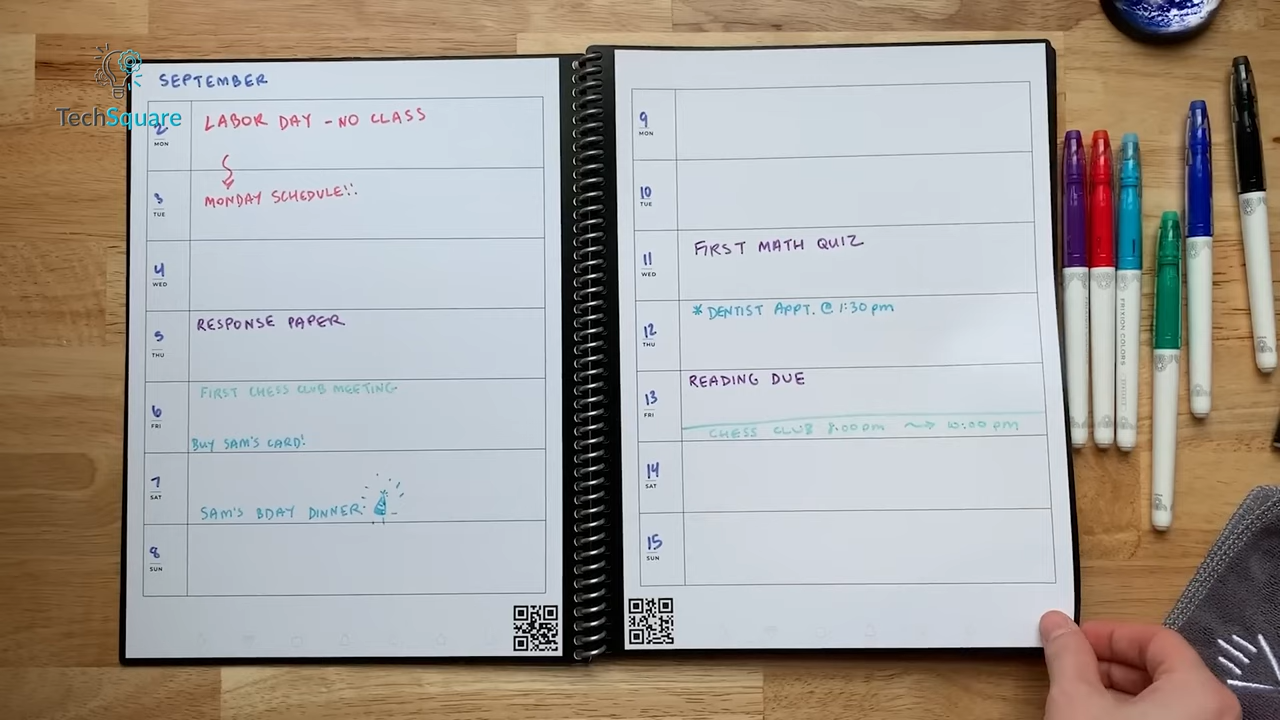 TechSquare
SEPTEMBER
2
MON
LABOR DAY - NO CLASS
3
TUE
MONDAY SCHEDULE!!
4
WED
5
THU
RESPONSE PAPER
6
FRI
FIRST CHESS CLUB MEETING
BUY SAM'S CARD!
7
SAT
SAM'S BDAY DINNER
8
SUN
9
MON
10
TUE
11
WED
FIRST MATH QUIZ
12
THU
* DENTIST APPT. @ 1:30 pm
13
FRI
READING DUE
CHESS CLUB 8:00 pm → 10:00 pm
14
SAT
15
SUN
FRIXION COLORS